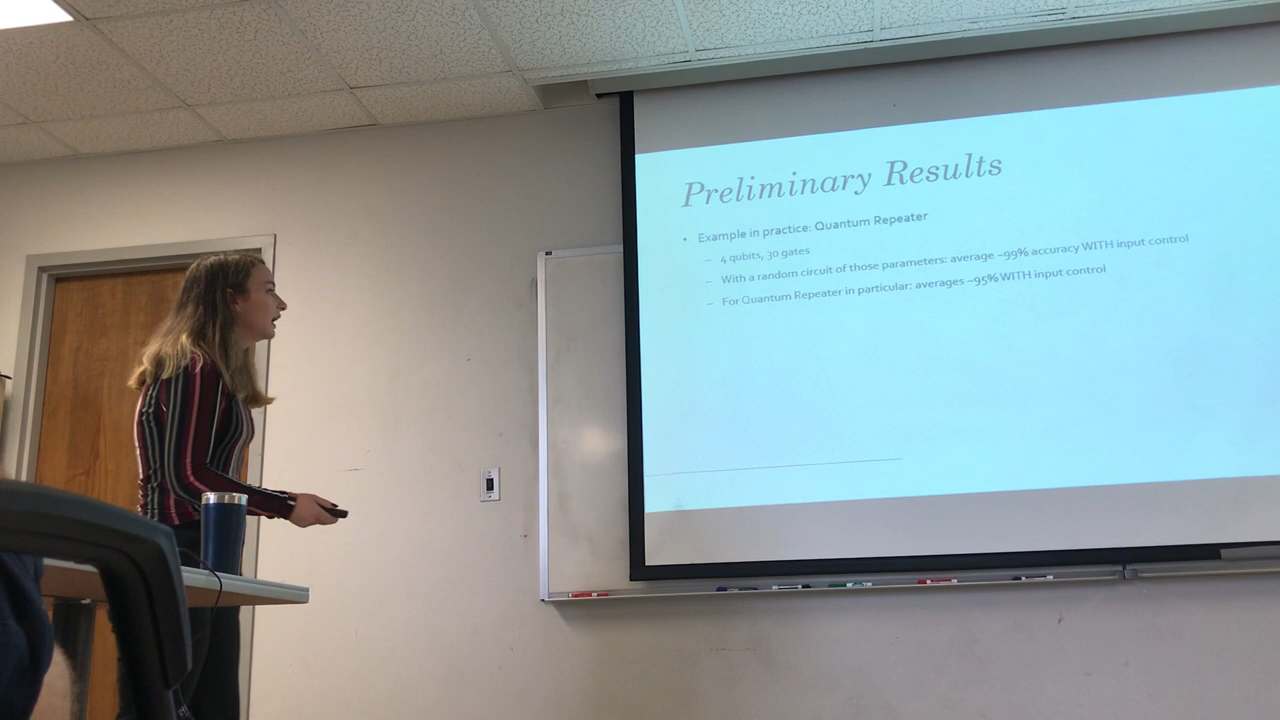 Preliminary Results
• Example in practice: Quantum Repeater
– 4 qubits, 30 gates
– With a random circuit of those parameters: average ~99% accuracy WITH input control
– For Quantum Repeater in particular: averages ~95% WITH input control